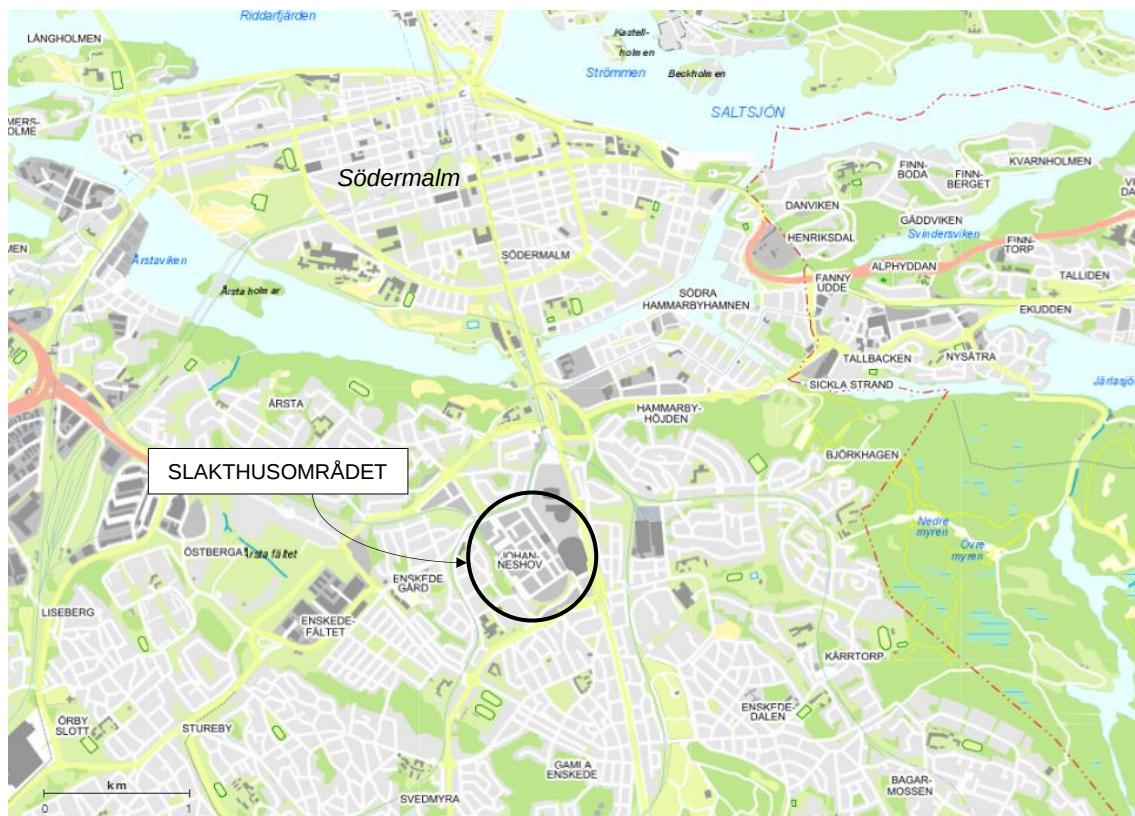 Riddarfjärden
LÅNGHOLMEN
Kastell-
holmen
Strömmen
Beckholmen
SALTSJÖN
MERS-
HOLME
Södermalm
FINN-
BODA
KVARNHOLMEN
FINN-
BERGET
DANVIKEN
GÄDDVIKEN
HENRIKSDAL
Svindersviken
FINN-
TORP
Årstaviken
SÖDERMALM
ALPHYDDAN
TALLIDEN
FANNY
UDDE
Årsta holmar
SÖDRA
HAMMARBYHAMNEN
EKUDDEN
TALLBACKEN
NYSÄTRA
SICKLA STRAND
Järlasjö
ÅRSTA
HAMMARBY-
HÖJDEN
BJÖRKHAGEN
SLAKTHUSOMRÅDET
Nedre
myren
Övre
myren
ÖSTBERGA
Årsta fältet
JOHAN-
NESHOV
ENSKEDE
GÅRD
LISEBERG
ENSKEDE-
FÄLTET
KÄRRTORP
ÖRBY
SLOTT
STUREBY
ENSKEDE-
DALEN
GAMLA
ENSKEDE
BAGAR-
MOSSEN
SVEDMYRA
km
0 1